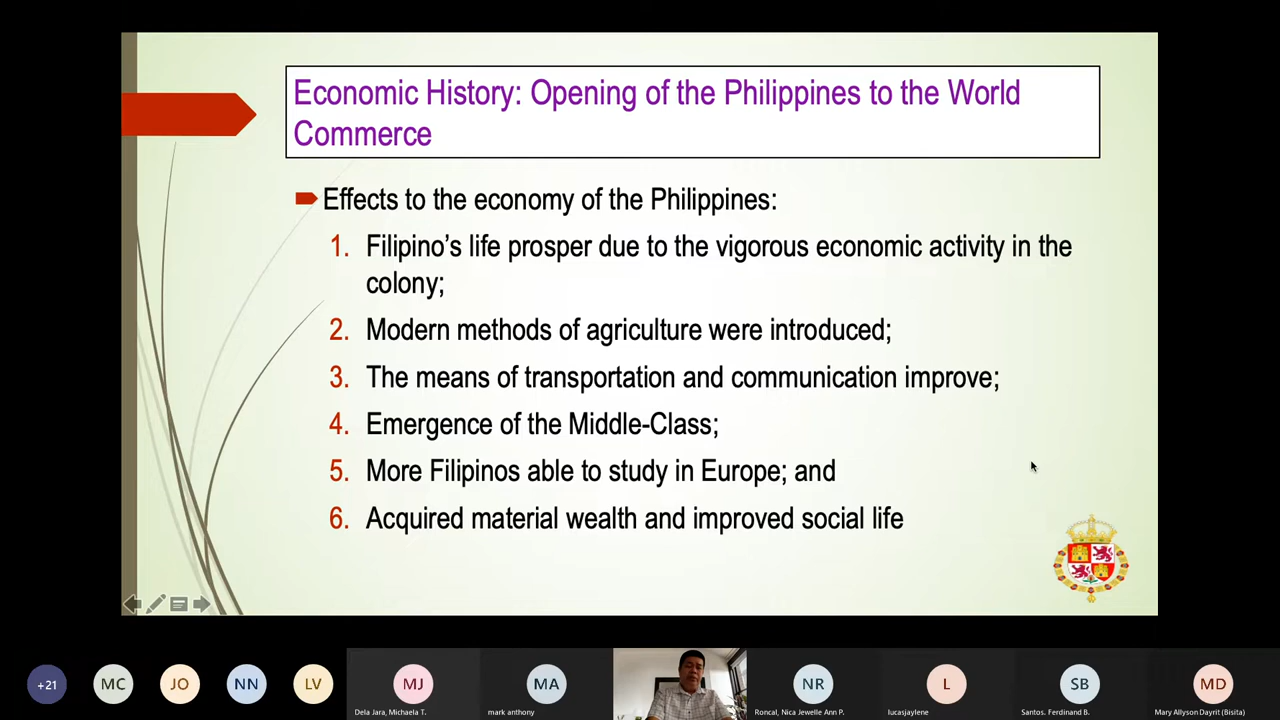 Economic History: Opening of the Philippines to the World
Commerce
Effects to the economy of the Philippines:
1. Filipino’s life prosper due to the vigorous economic activity in the
colony;
2. Modern methods of agriculture were introduced;
3. The means of transportation and communication improve;
4. Emergence of the Middle-Class;
5. More Filipinos able to study in Europe; and
6. Acquired material wealth and improved social life
+21
MC
JO
NN
LV
MJ
MA
NR
L
SB
MD
Dela Jara, Michaela T.
mark anthony
Roncal, Nica Jewelle Ann P.
lucasjaylene
Santos. Ferdinand B.
Mary Allyson Dayrit (Bisita)